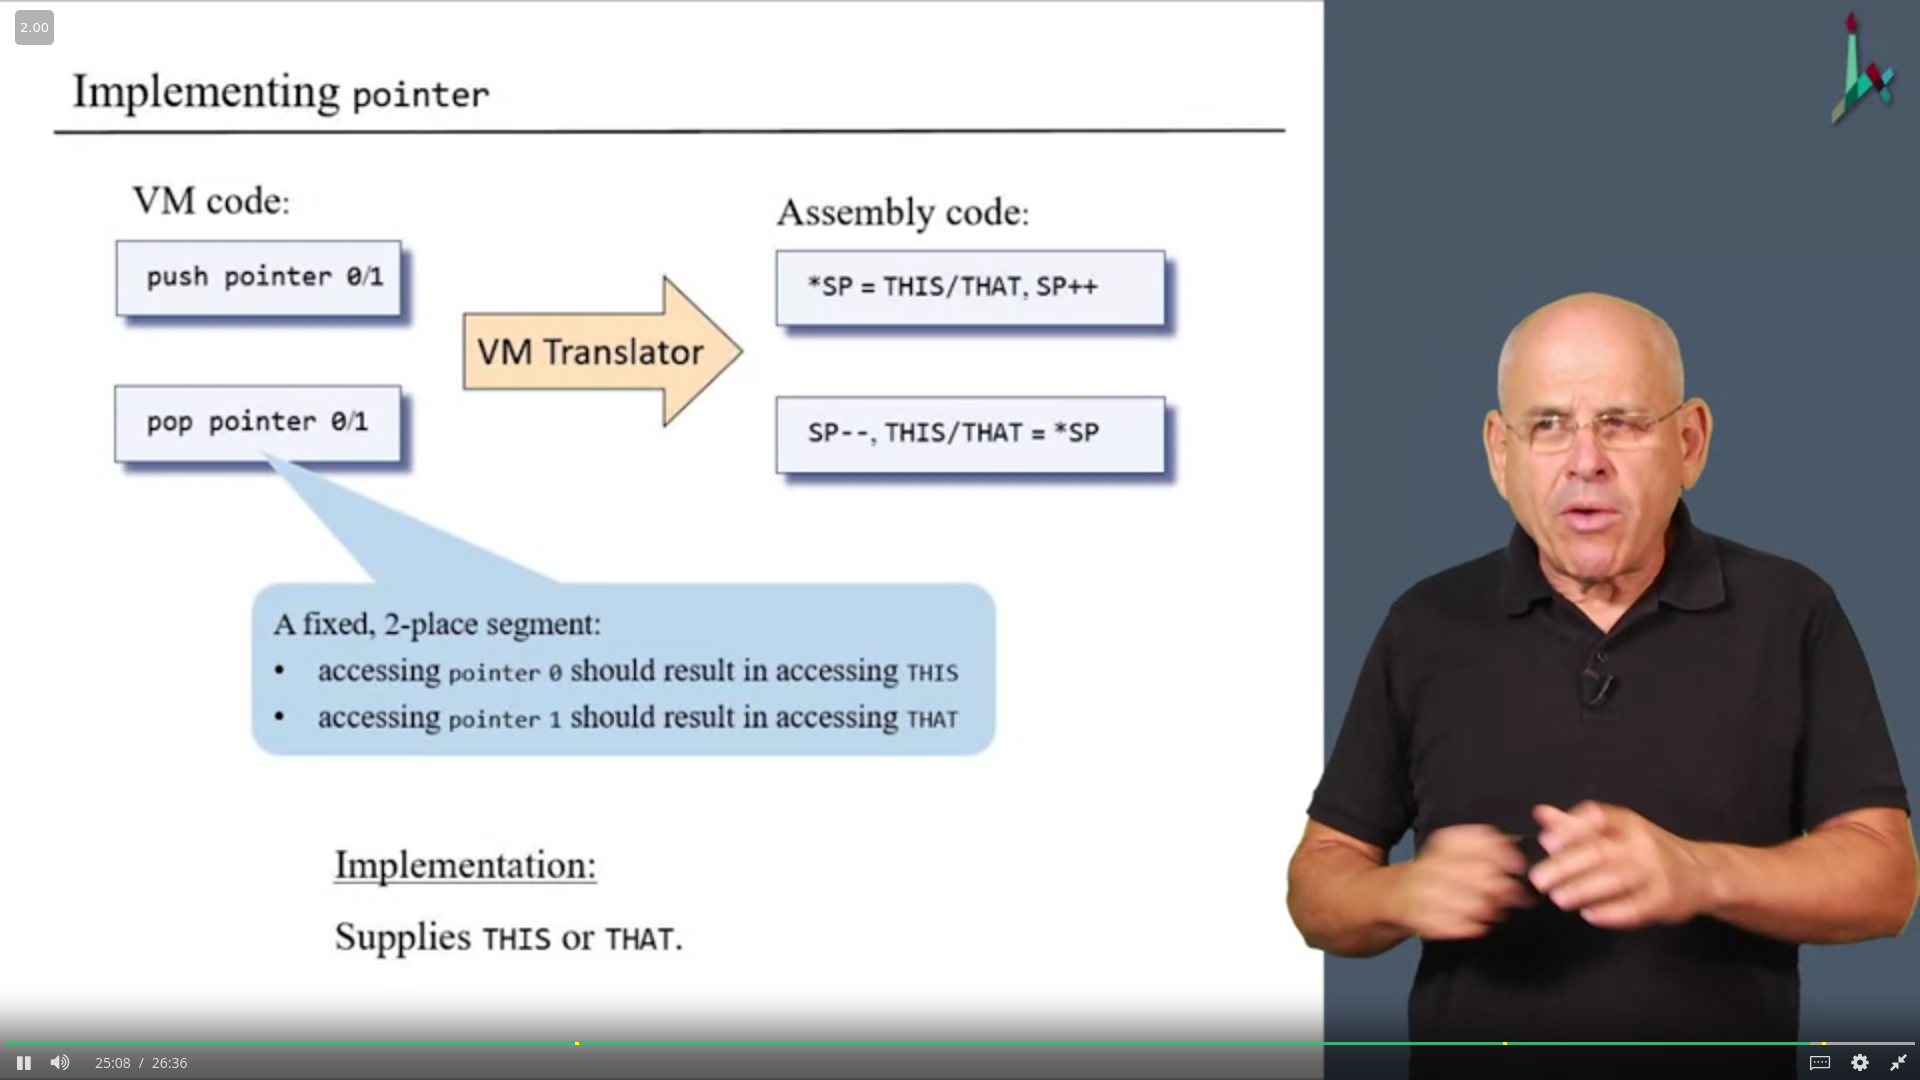 2.00
Implementing pointer
VM code:
push pointer 0/1
pop pointer 0/1
VM Translator
Assembly code:
*SP = THIS/THAT, SP++
SP--, THIS/THAT = *SP
A fixed, 2-place segment:
• accessing pointer 0 should result in accessing THIS
• accessing pointer 1 should result in accessing THAT
Implementation:
Supplies THIS or THAT.
25:08 / 26:36